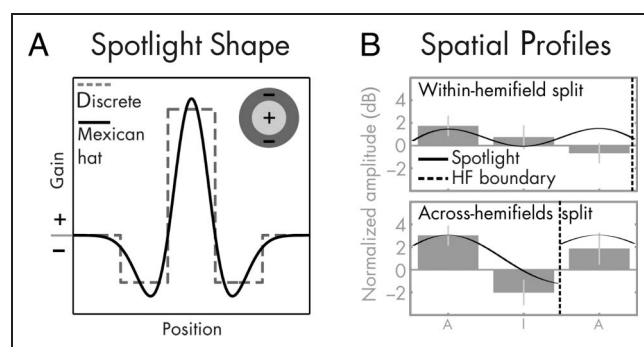 A Spotlight Shape
Discrete
Mexican
hat
−
+
−
Gain
+
−
Position
B Spatial Profiles
Normalized amplitude (dB)
Within-hemifield split
4
2
0
−2
Spotlight
HF boundary
Across-hemifields split
4
2
0
−2
A I A